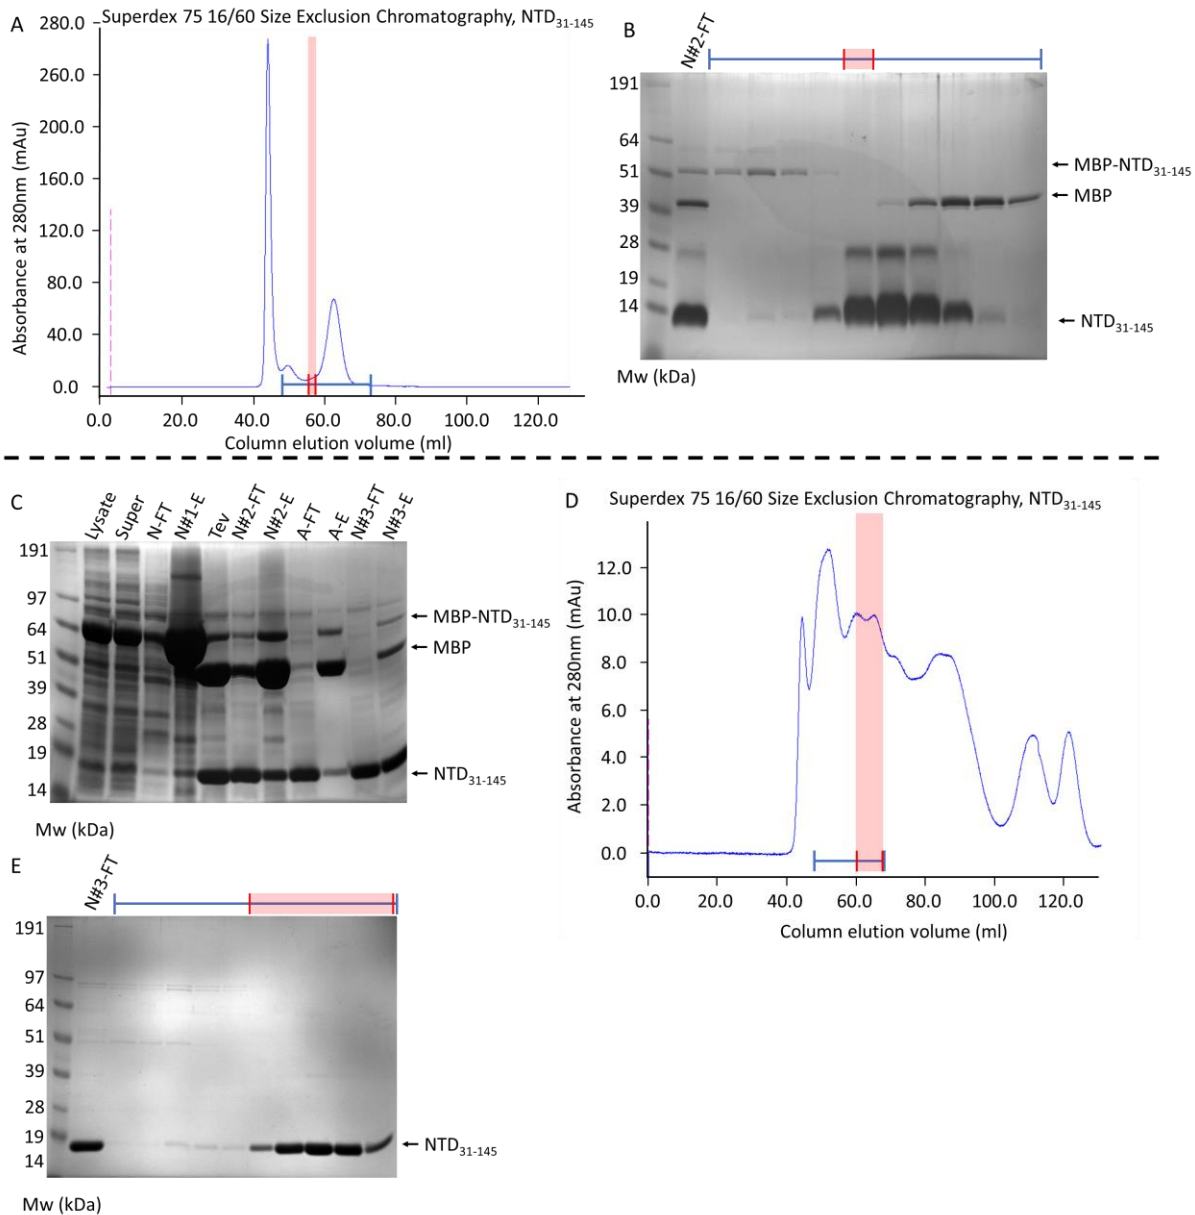 A
Superdex 75 16/60 Size Exclusion Chromatography, NTD31-145
280.0
260.0
200.0
160.0
120.0
80.0
40.0
0.0
Absorbance at 280nm (mAu)
0.0 20.0 40.0 60.0 80.0 100.0 120.0
Column elution volume (ml)
B
N#2-FT
191
64
51
39
28
19
14
MBP-NTD31-145
MBP
NTD31-145
Mw (kDa)
C
Lysate Super N-FT N#1-E Tev N#2-FT N#2-E A-FT A-E N#3-FT N#3-E
191
97
64
51
39
28
19
14
MBP-NTD31-145
MBP
NTD31-145
Mw (kDa)
D
Superdex 75 16/60 Size Exclusion Chromatography, NTD31-145
12.0
10.0
8.0
6.0
4.0
2.0
0.0
Absorbance at 280nm (mAu)
0.0 20.0 40.0 60.0 80.0 100.0 120.0
Column elution volume (ml)
E
N#3-FT
191
97
64
51
39
28
19
14
NTD31-145
Mw (kDa)